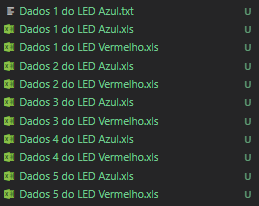 Dados 1 do LED Azul.txt U
Dados 1 do LED Azul.xls U
Dados 1 do LED Vermelho.xls U
Dados 2 do LED Azul.xls U
Dados 2 do LED Vermelho.xls U
Dados 3 do LED Azul.xls U
Dados 3 do LED Vermelho.xls U
Dados 4 do LED Azul.xls U
Dados 4 do LED Vermelho.xls U
Dados 5 do LED Azul.xls U
Dados 5 do LED Vermelho.xls U